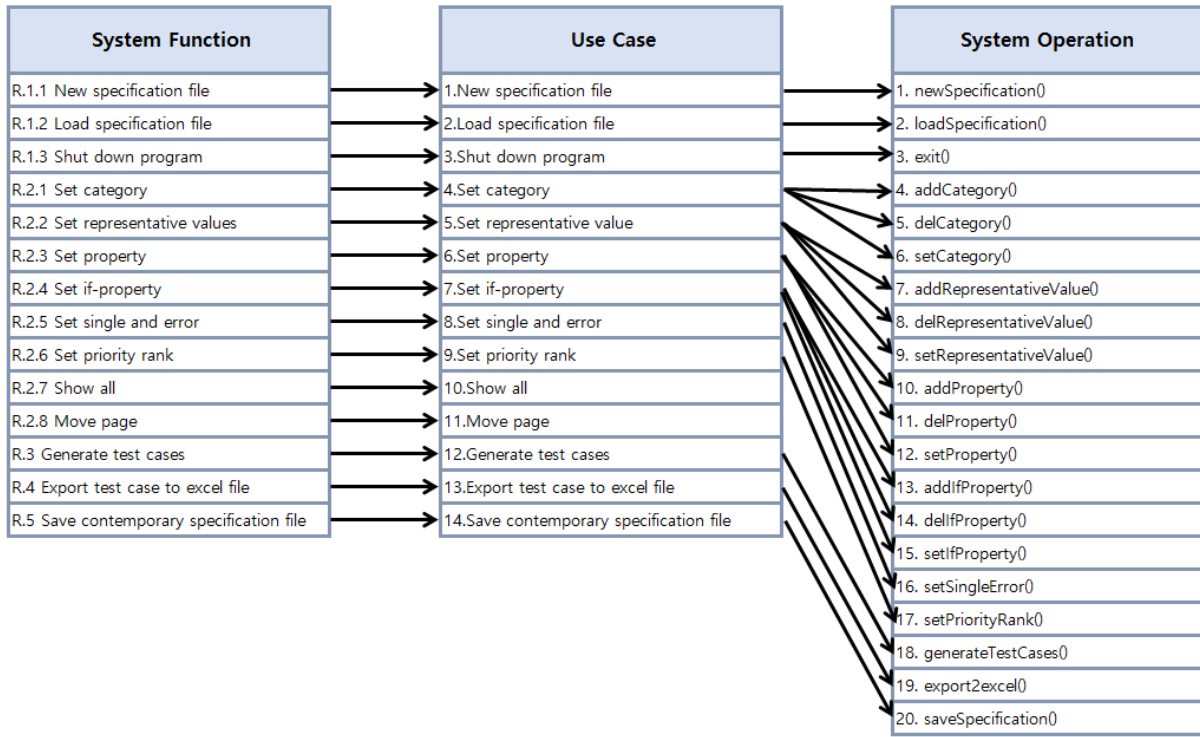 System Function
R.1.1 New specification file
R.1.2 Load specification file
R.1.3 Shut down program
R.2.1 Set category
R.2.2 Set representative values
R.2.3 Set property
R.2.4 Set if-property
R.2.5 Set single and error
R.2.6 Set priority rank
R.2.7 Show all
R.2.8 Move page
R.3 Generate test cases
R.4 Export test case to excel file
R.5 Save contemporary specification file
Use Case
1.New specification file
2.Load specification file
3.Shut down program
4.Set category
5.Set representative value
6.Set property
7.Set if-property
8.Set single and error
9.Set priority rank
10.Show all
11.Move page
12.Generate test cases
13.Export test case to excel file
14.Save contemporary specification file
System Operation
1. newSpecification()
2. loadSpecification()
3. exit()
4. addCategory()
5. delCategory()
6. setCategory()
7. addRepresentativeValue()
8. delRepresentativeValue()
9. setRepresentativeValue()
10. addProperty()
11. delProperty()
12. setProperty()
13. addIfProperty()
14. delIfProperty()
15. setIfProperty()
16. setSingleError()
17. setPriorityRank()
18. generateTestCases()
19. export2excel()
20. saveSpecification()